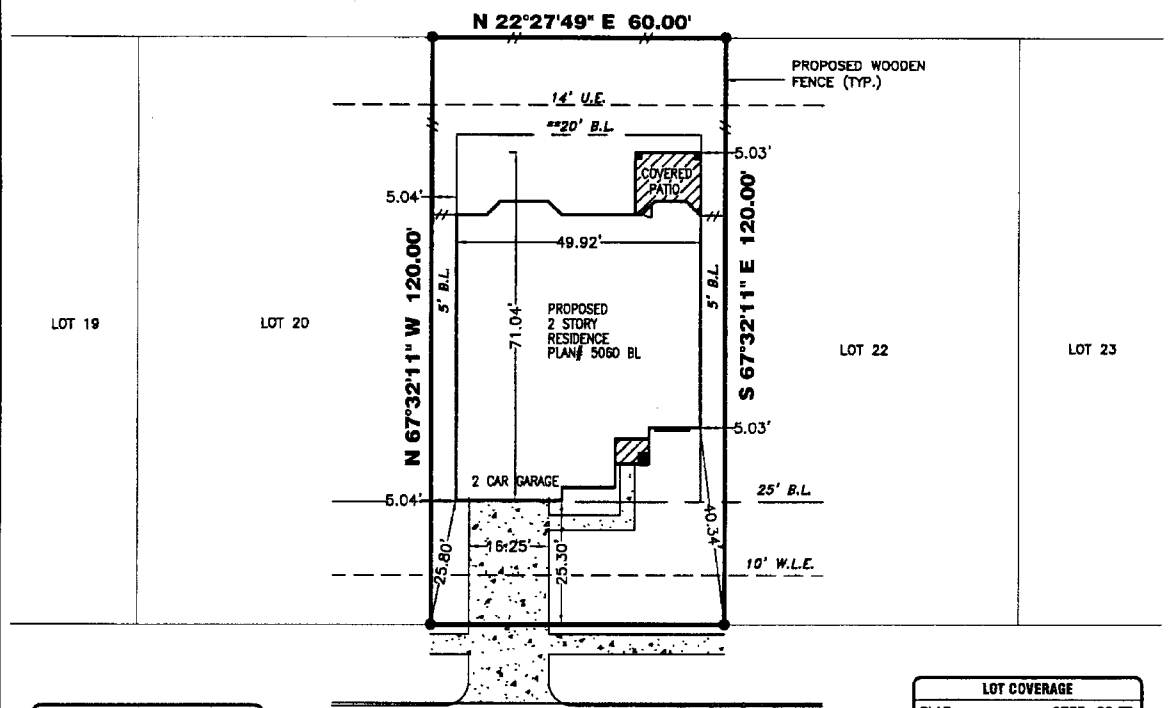 N 22°27'49" E 60.00'
PROPOSED WOODEN
FENCE (TYP.)
14' U.E.
**20' B.L.
5.03'
COVERED
PATIO
5.04'
49.92'
N 67°32'11" W 120.00'
S 67°32'11" E 120.00'
5' B.L.
5' B.L.
71.04'
PROPOSED
2 STORY
RESIDENCE
PLAN# 5060 BL
LOT 19
LOT 20
LOT 22
LOT 23
5.03'
2 CAR GARAGE
5.04'
25' B.L.
40.34'
16.25'
25.80'
25.30'
10' W.L.E.
LOT COVERAGE